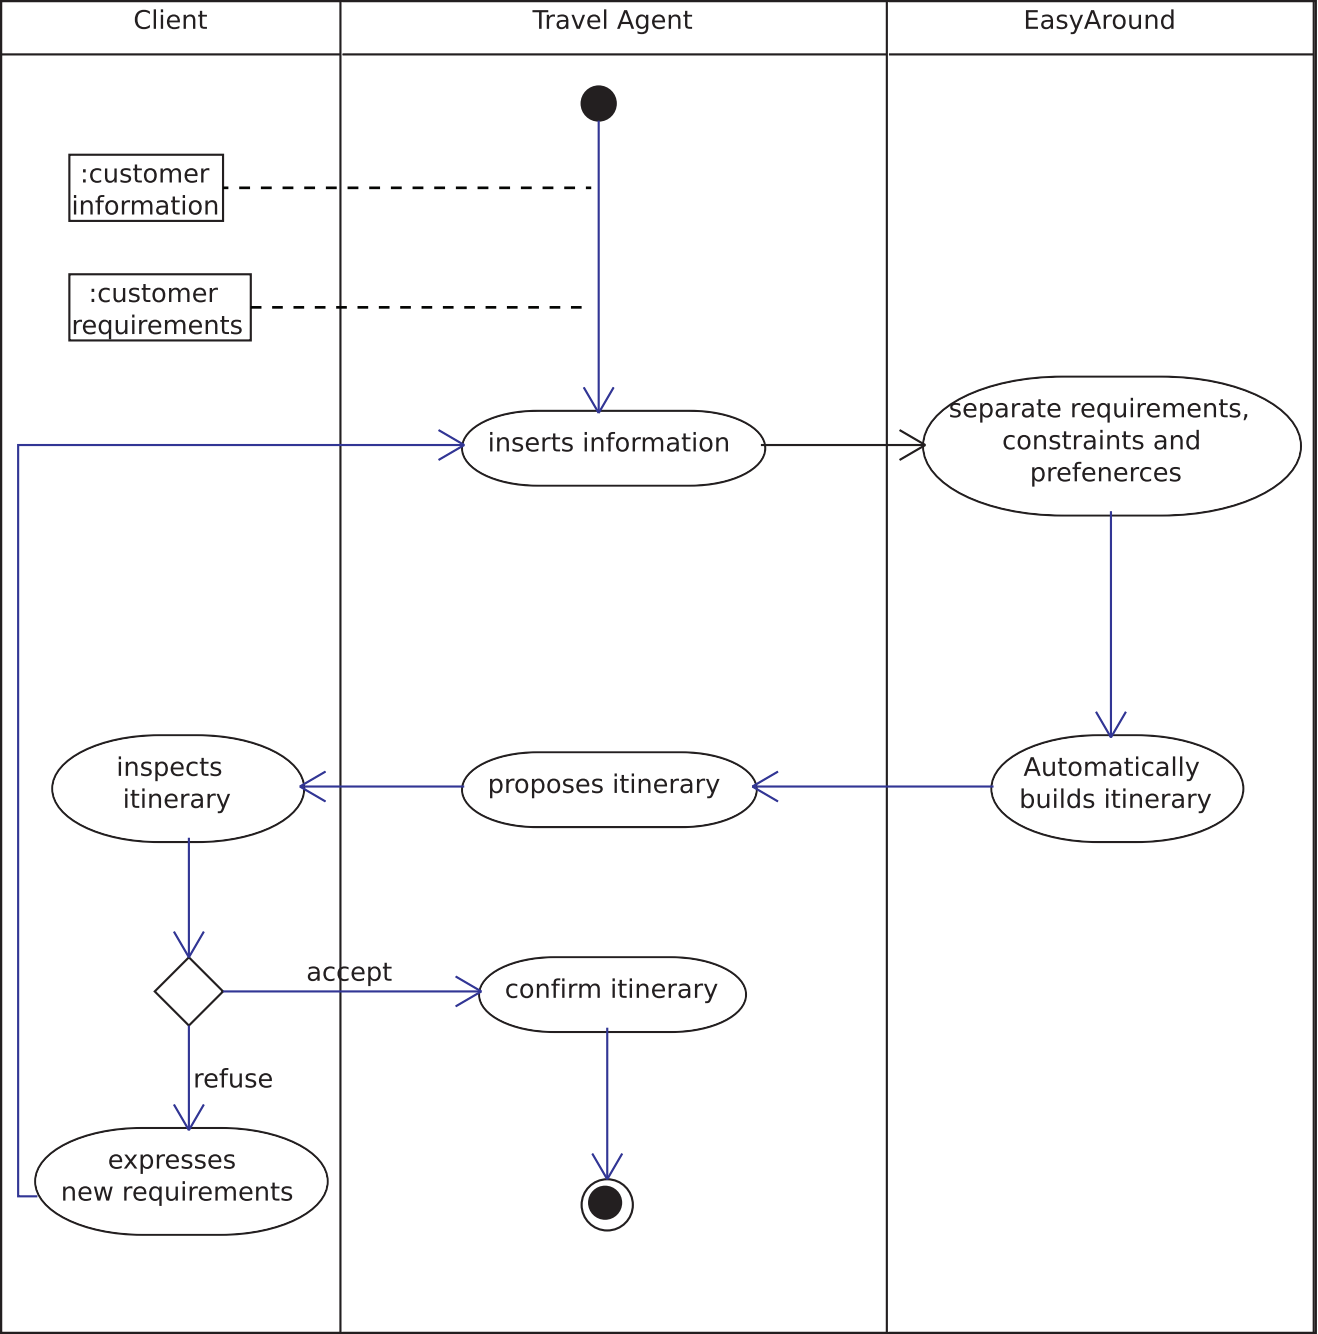 Client
Travel Agent
EasyAround
:customer
information
:customer
requirements
inserts information
separate requirements,
constraints and
prefenerces
inspects
itinerary
proposes itinerary
Automatically
builds itinerary
accept
confirm itinerary
refuse
expresses
new requirements